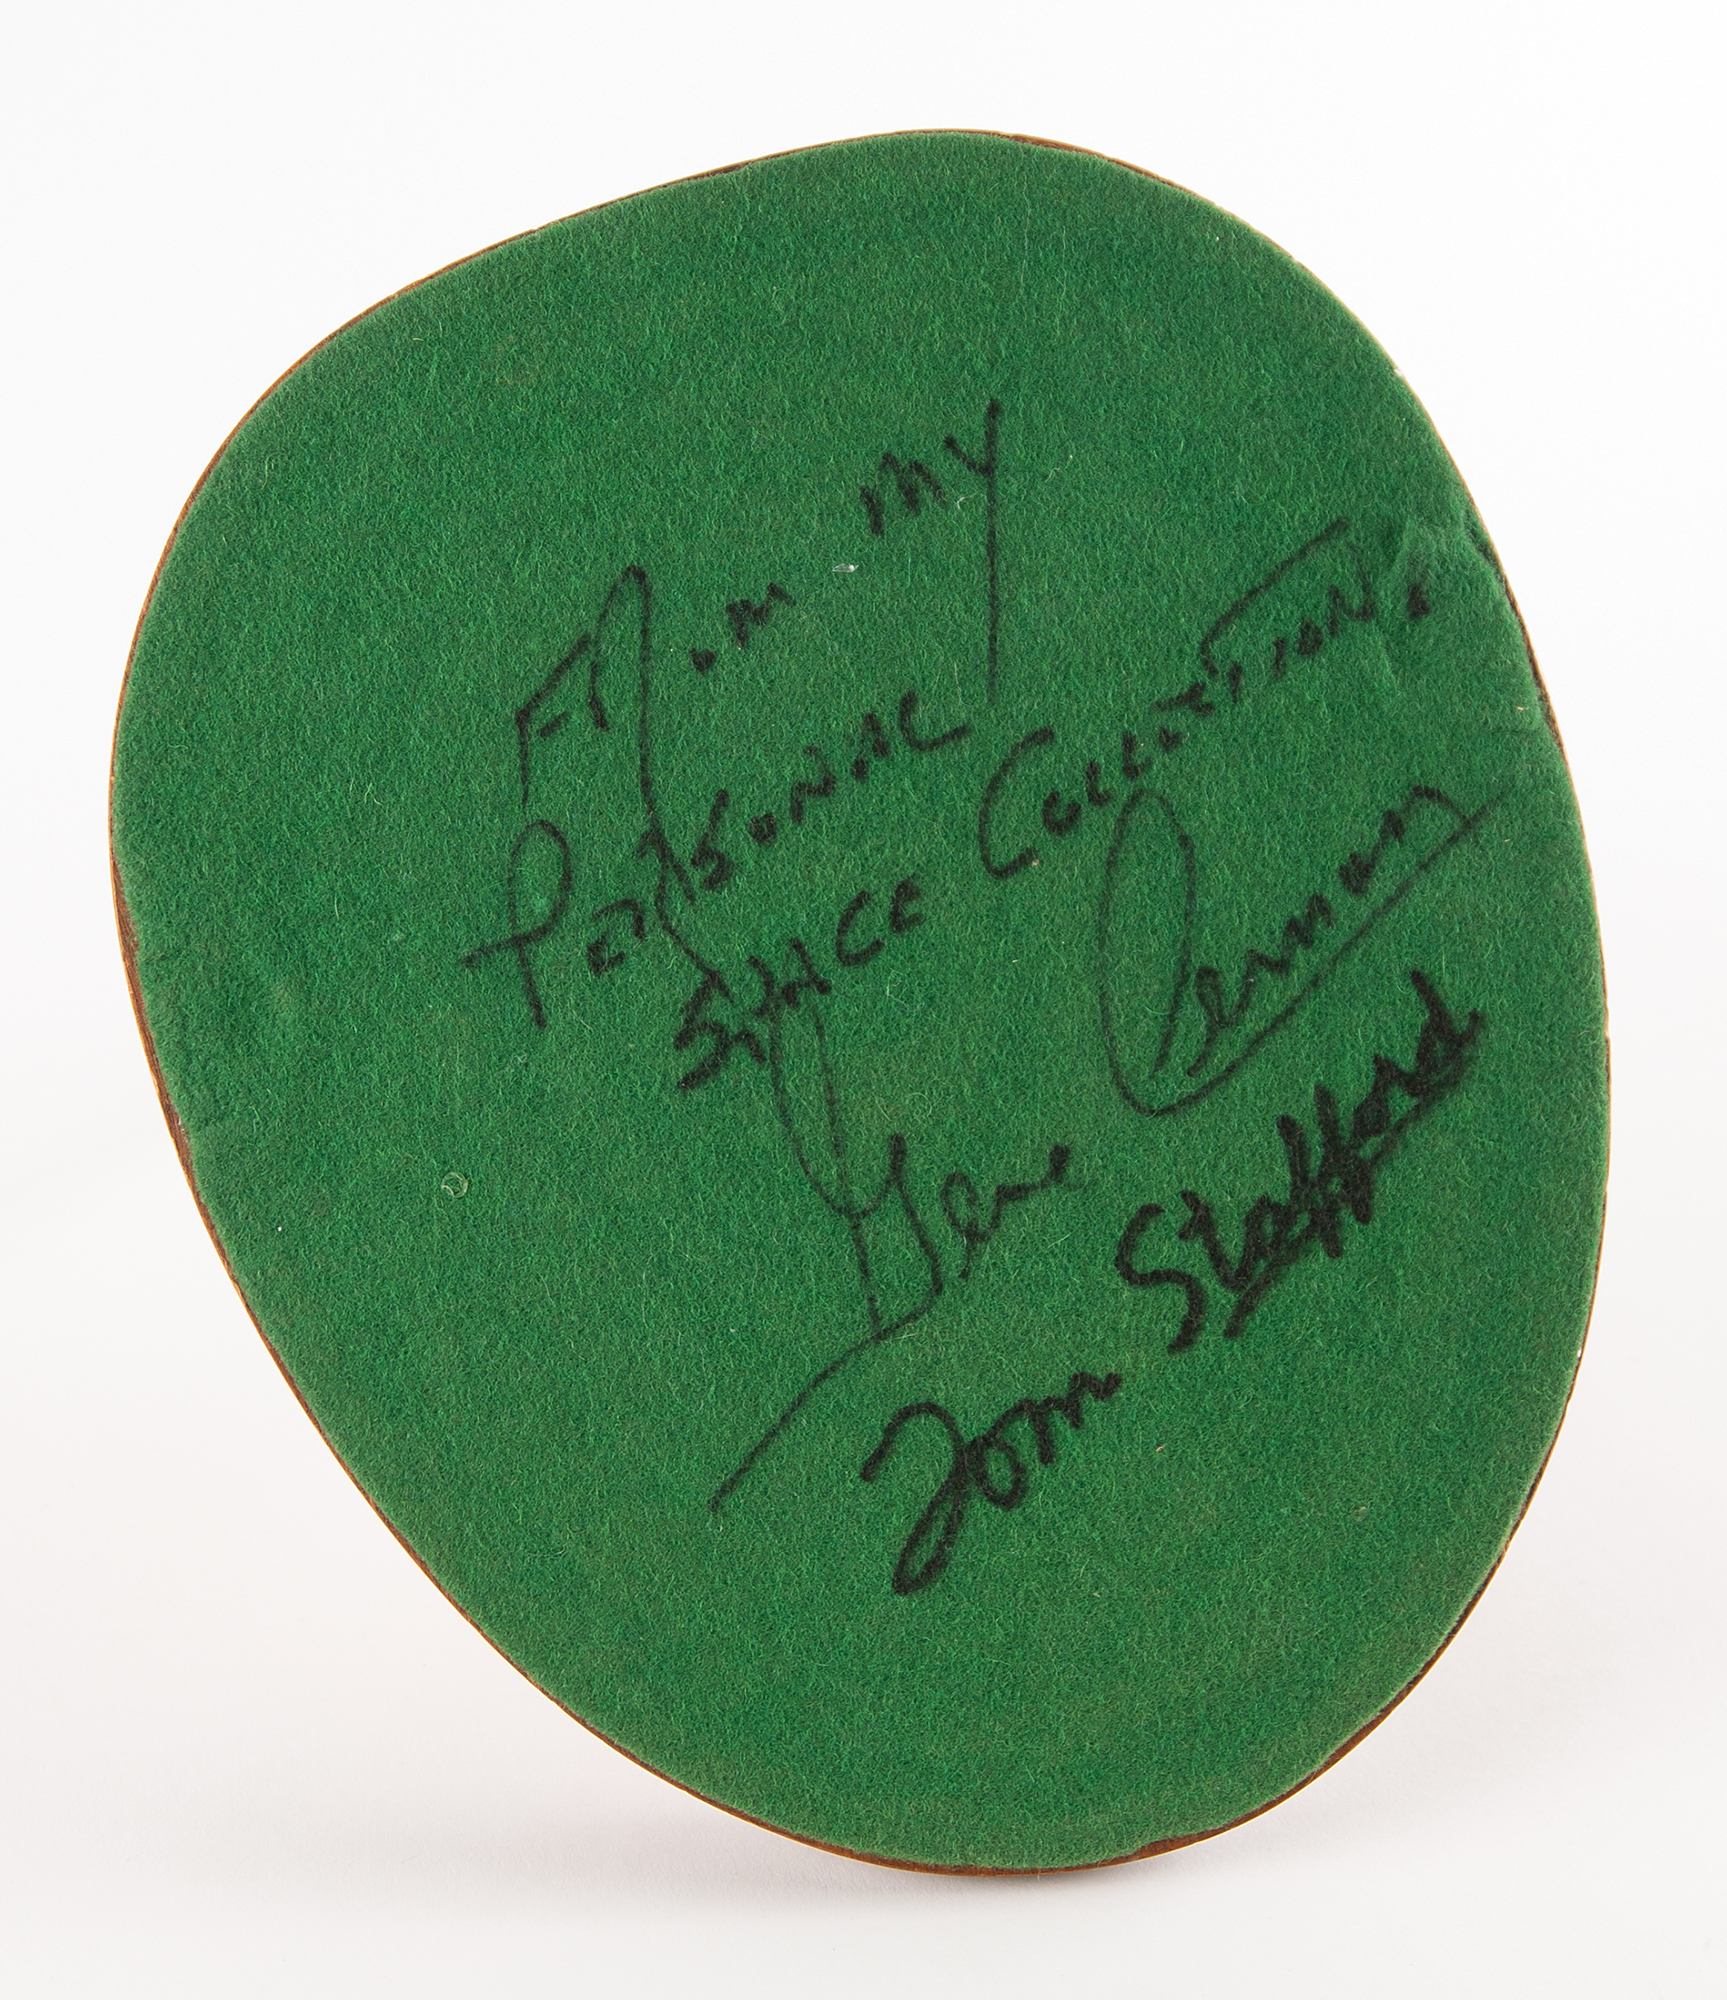 FROM MY
PERSONAL
SPACE COLLECTION.
Gene Cernan
Tom Stafford